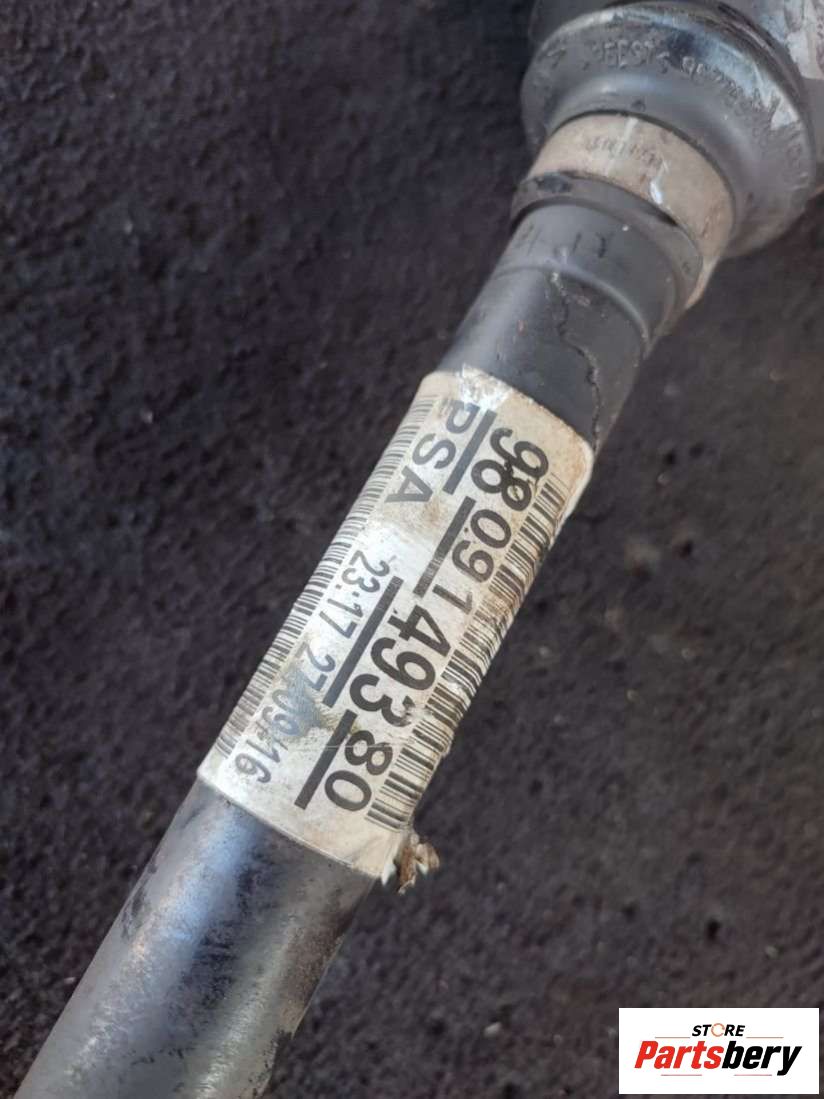 98 091 493 80
PSA
23:17 27/09/16
STORE
Partsbery